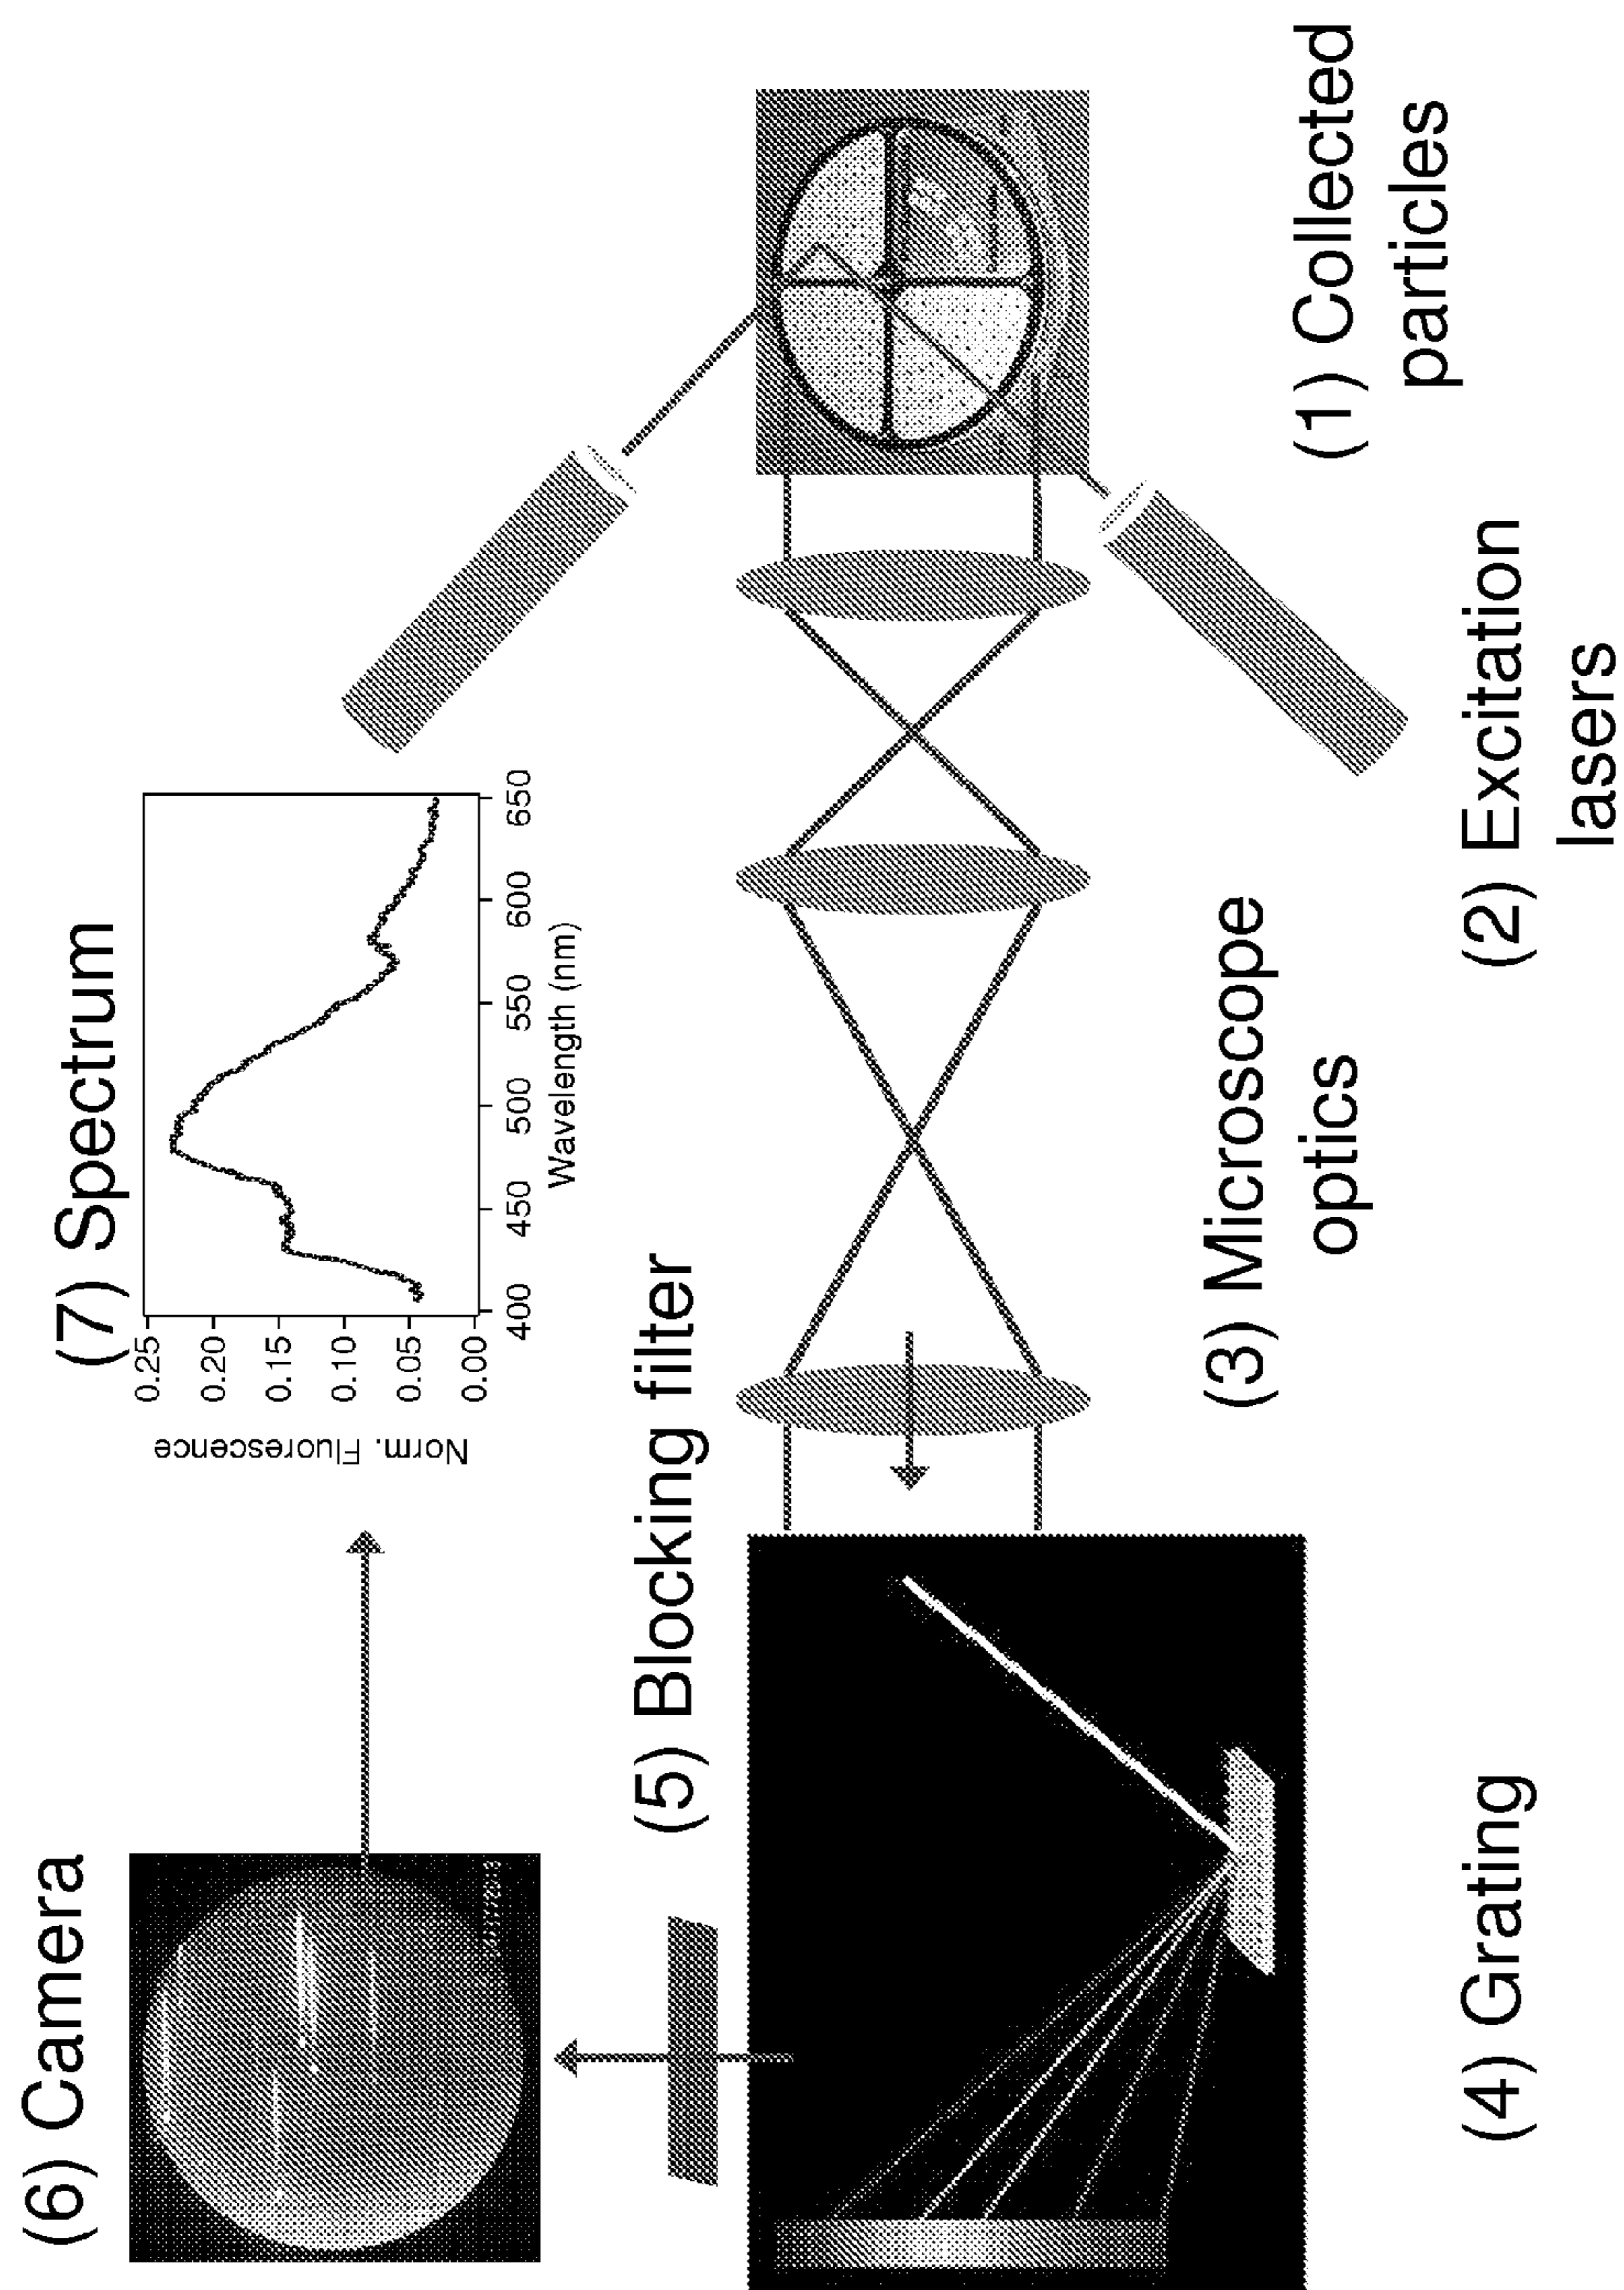 (6) Camera
(7) Spectrum
Norm. Fluorescence
0.25
0.20
0.15
0.10
0.05
0.00
400 450 500 550 600 650
Wavelength (nm)
(5) Blocking filter
(4) Grating
(3) Microscope
optics
(2) Excitation
lasers
(1) Collected
particles